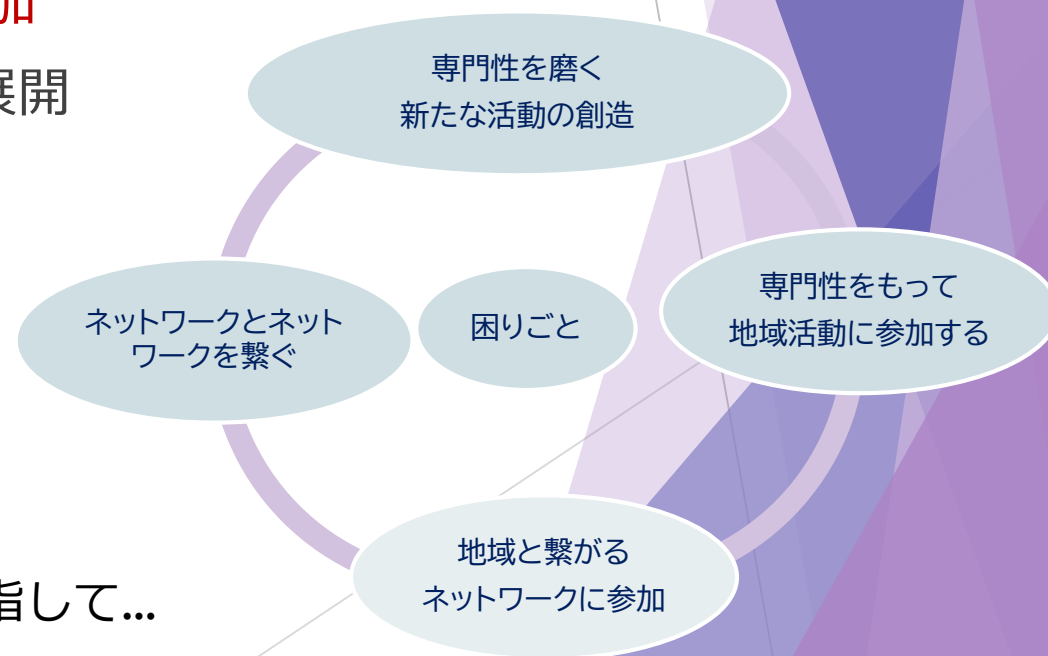 加
展開
専門性を磨く
新たな活動の創造
専門性をもって
地域活動に参加する
ネットワークとネット
ワークを繋ぐ
困りごと
地域と繋がる
ネットワークに参加
指して…